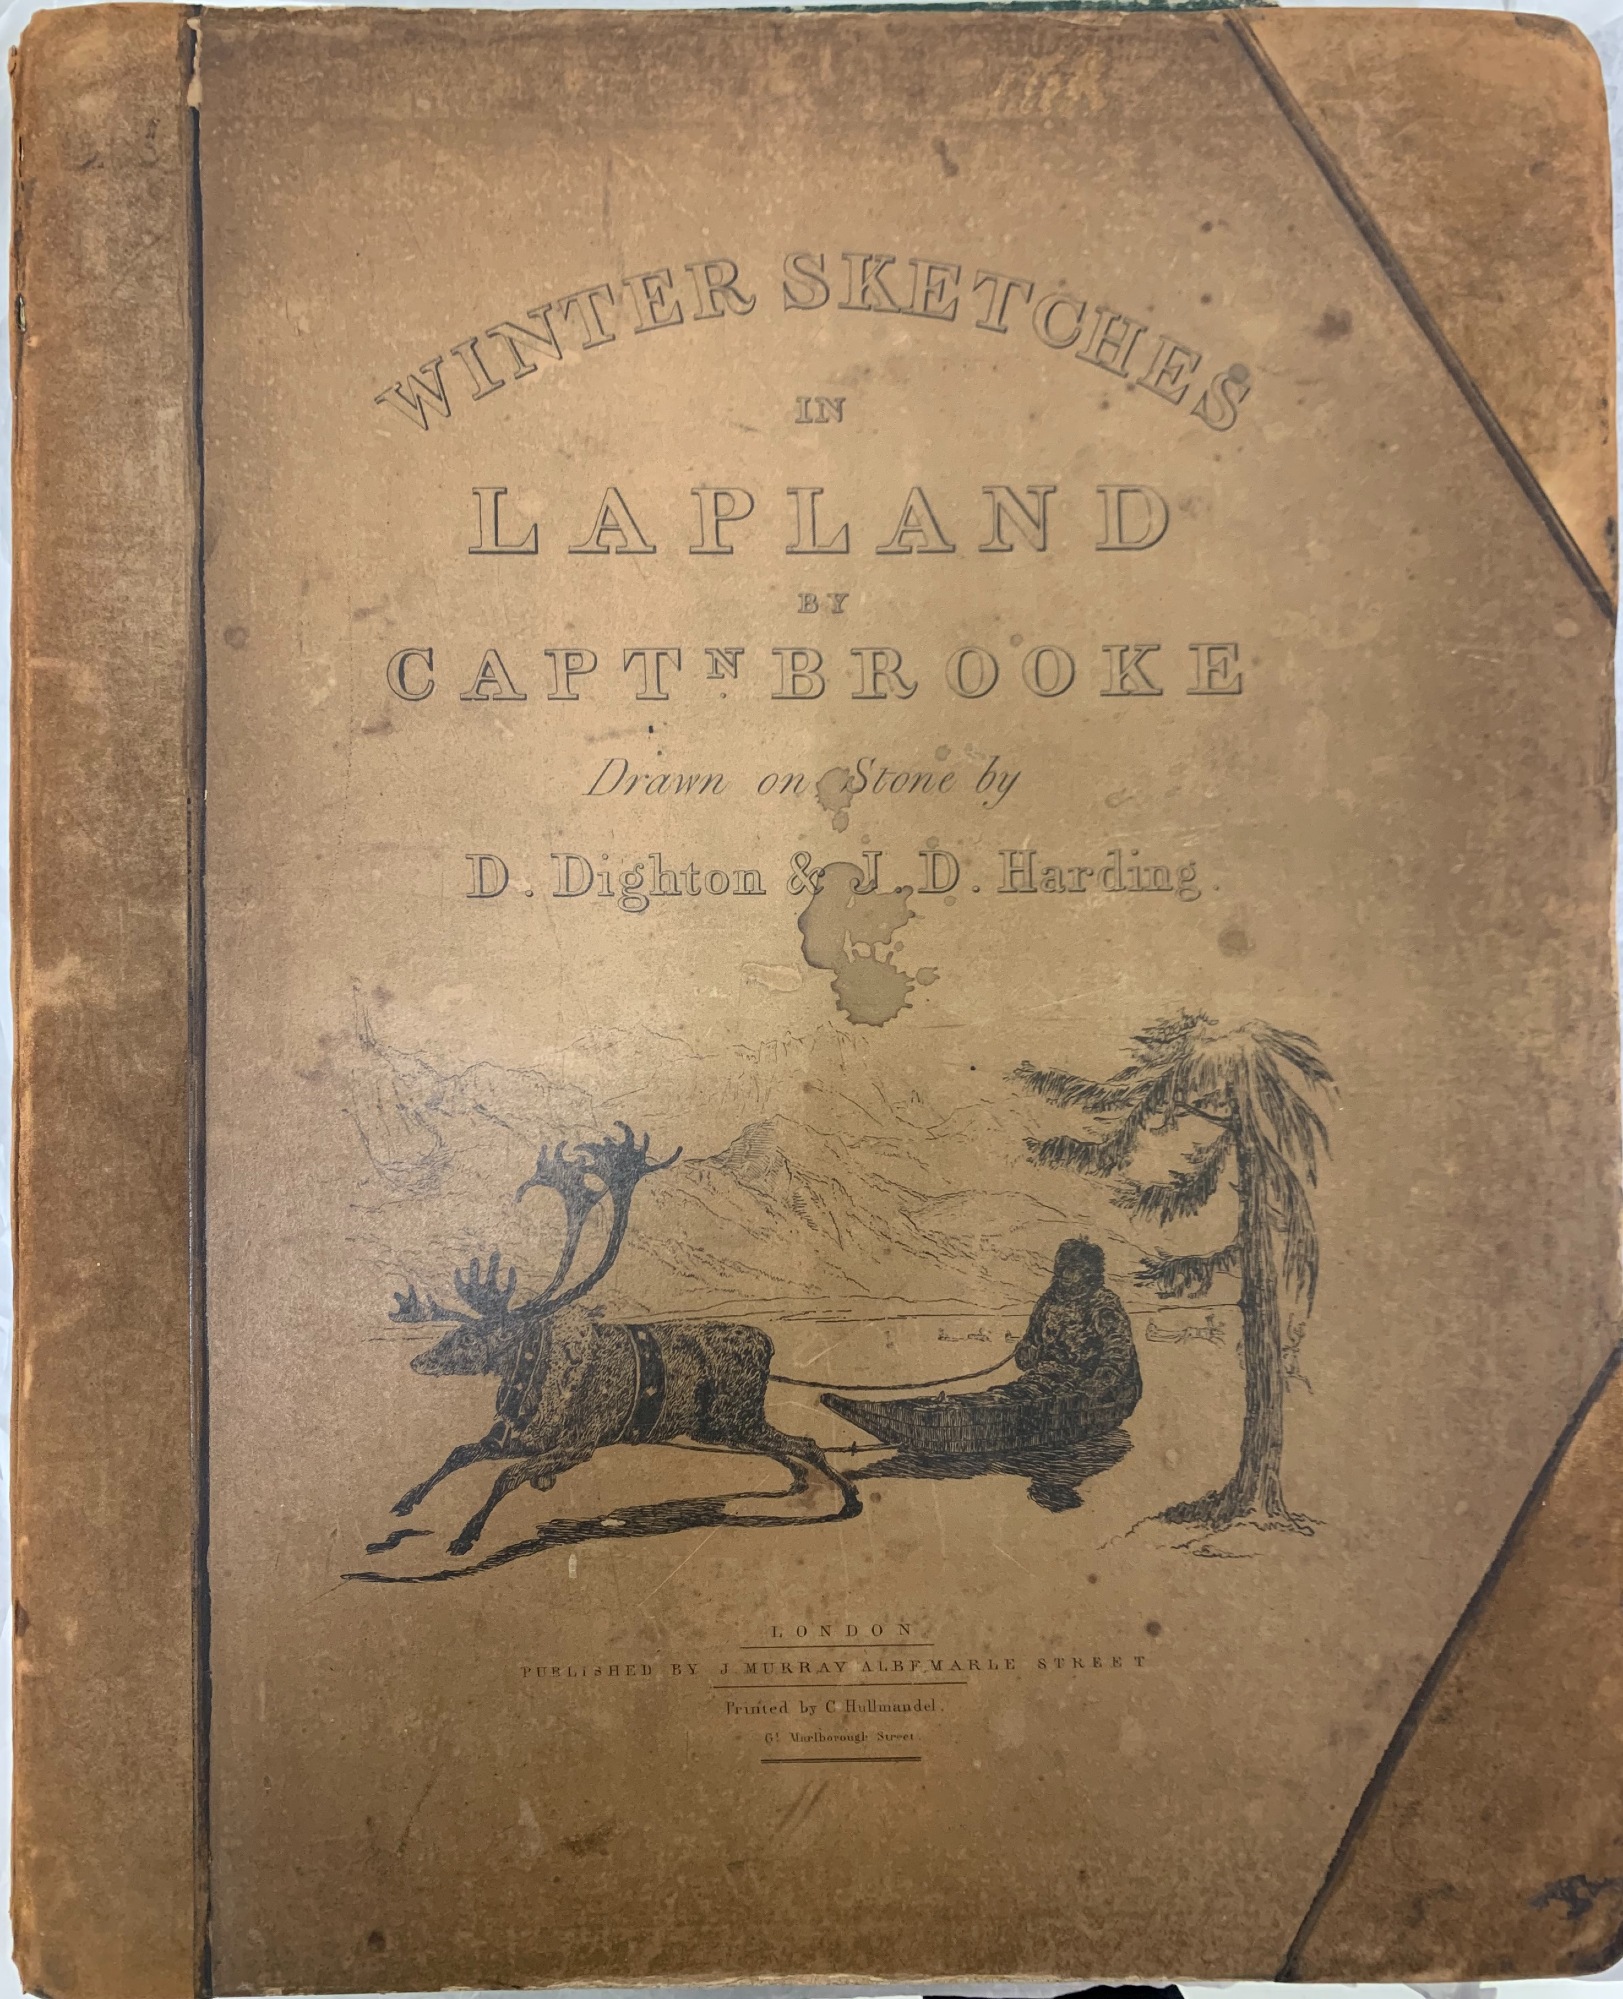 WINTER SKETCHES
IN
LAPLAND
BY
CAPTN. BROOKE
Drawn on Stone by
D. Dighton & J. D. Harding.
LONDON
PUBLISHED BY J. MURRAY ALBEMARLE STREET
Printed by C. Hullmandel.
Gt. Marlborough Street.